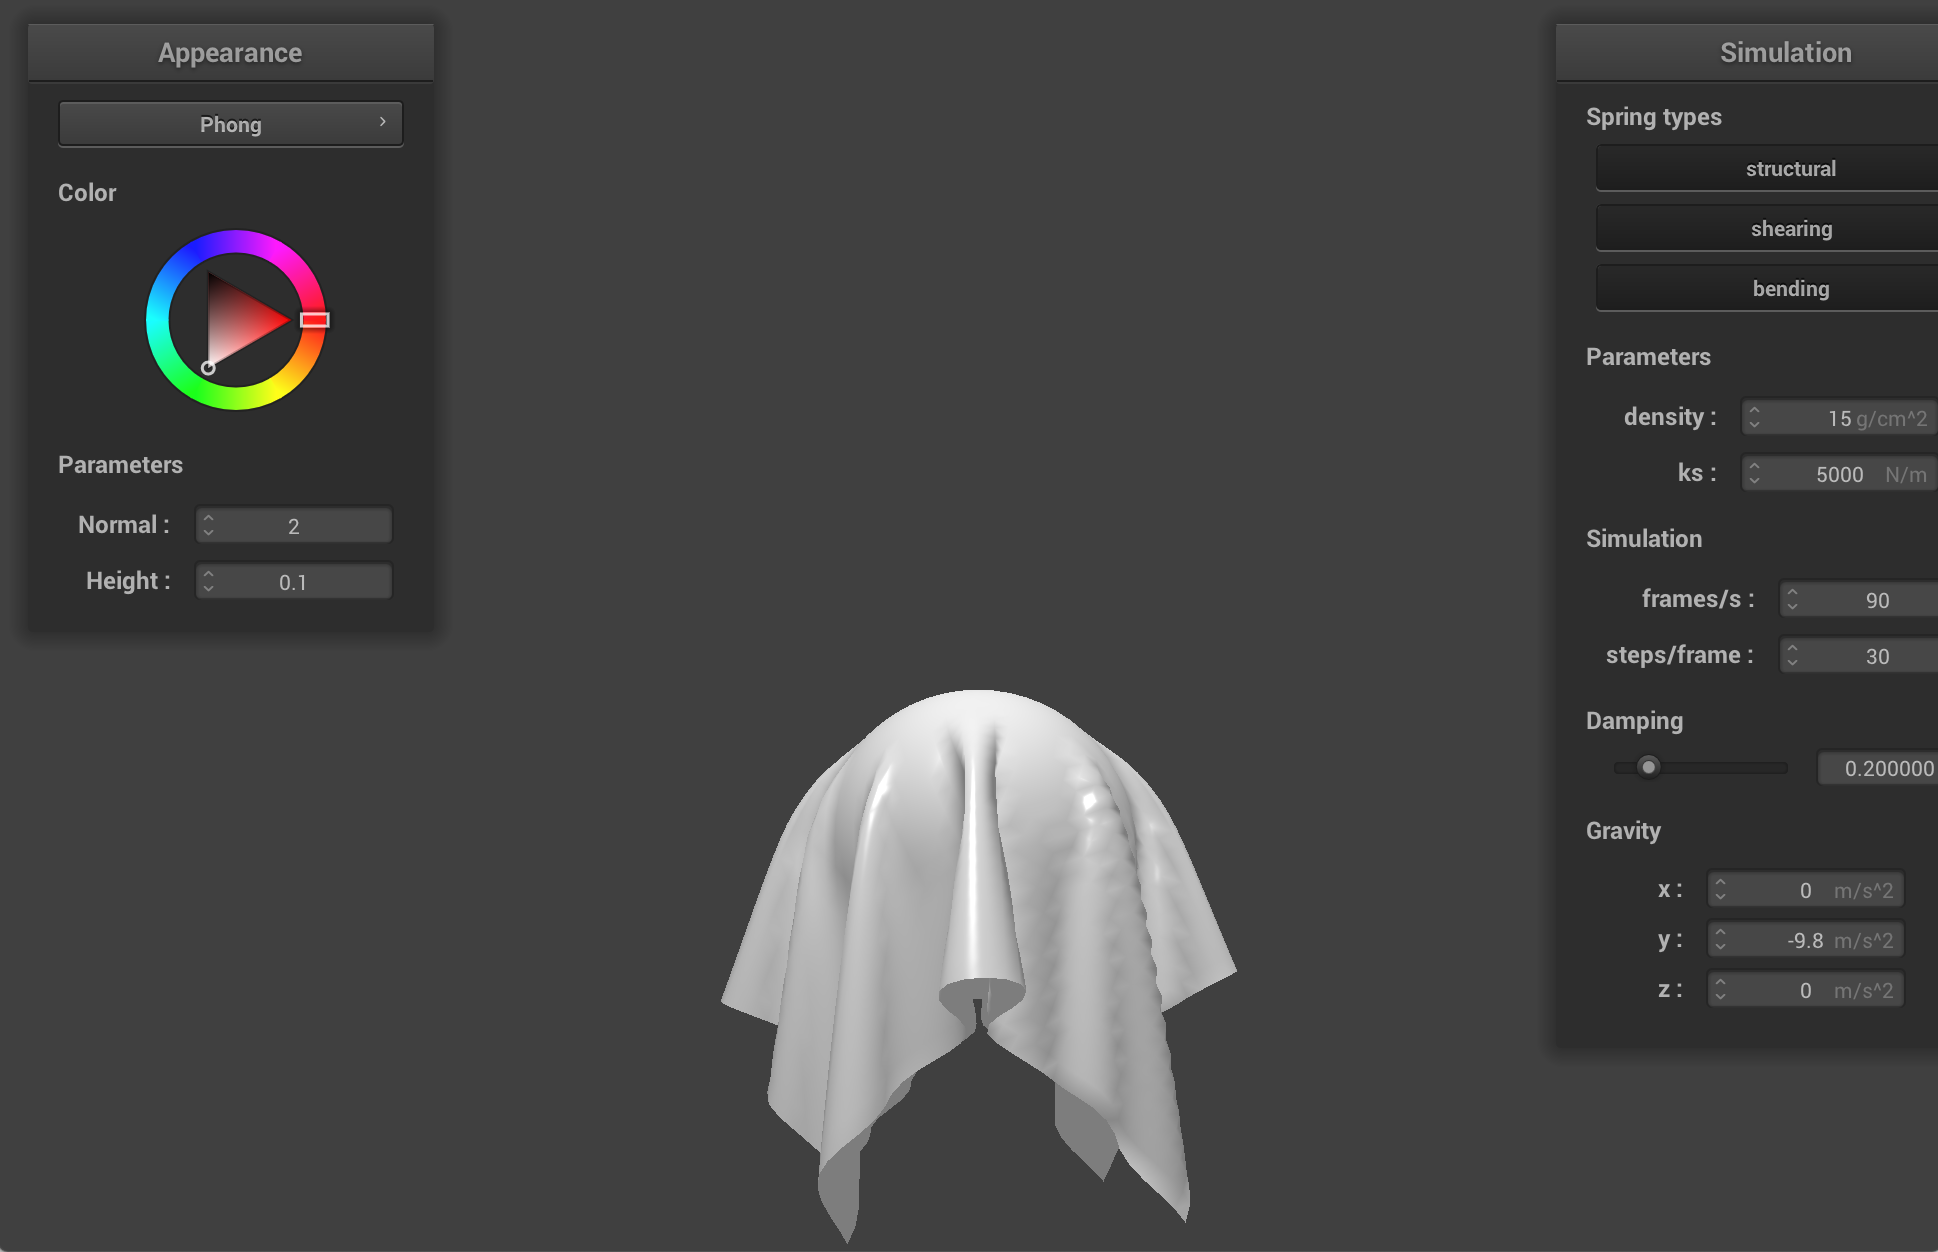 Appearance
Phong
Color
Parameters
Normal : 2
Height : 0.1
Simulation
Spring types
structural
shearing
bending
Parameters
density : 15 g/cm^2
ks : 5000 N/m
Simulation
frames/s : 90
steps/frame : 30
Damping
0.200000
Gravity
x : 0 m/s^2
y : -9.8 m/s^2
z : 0 m/s^2